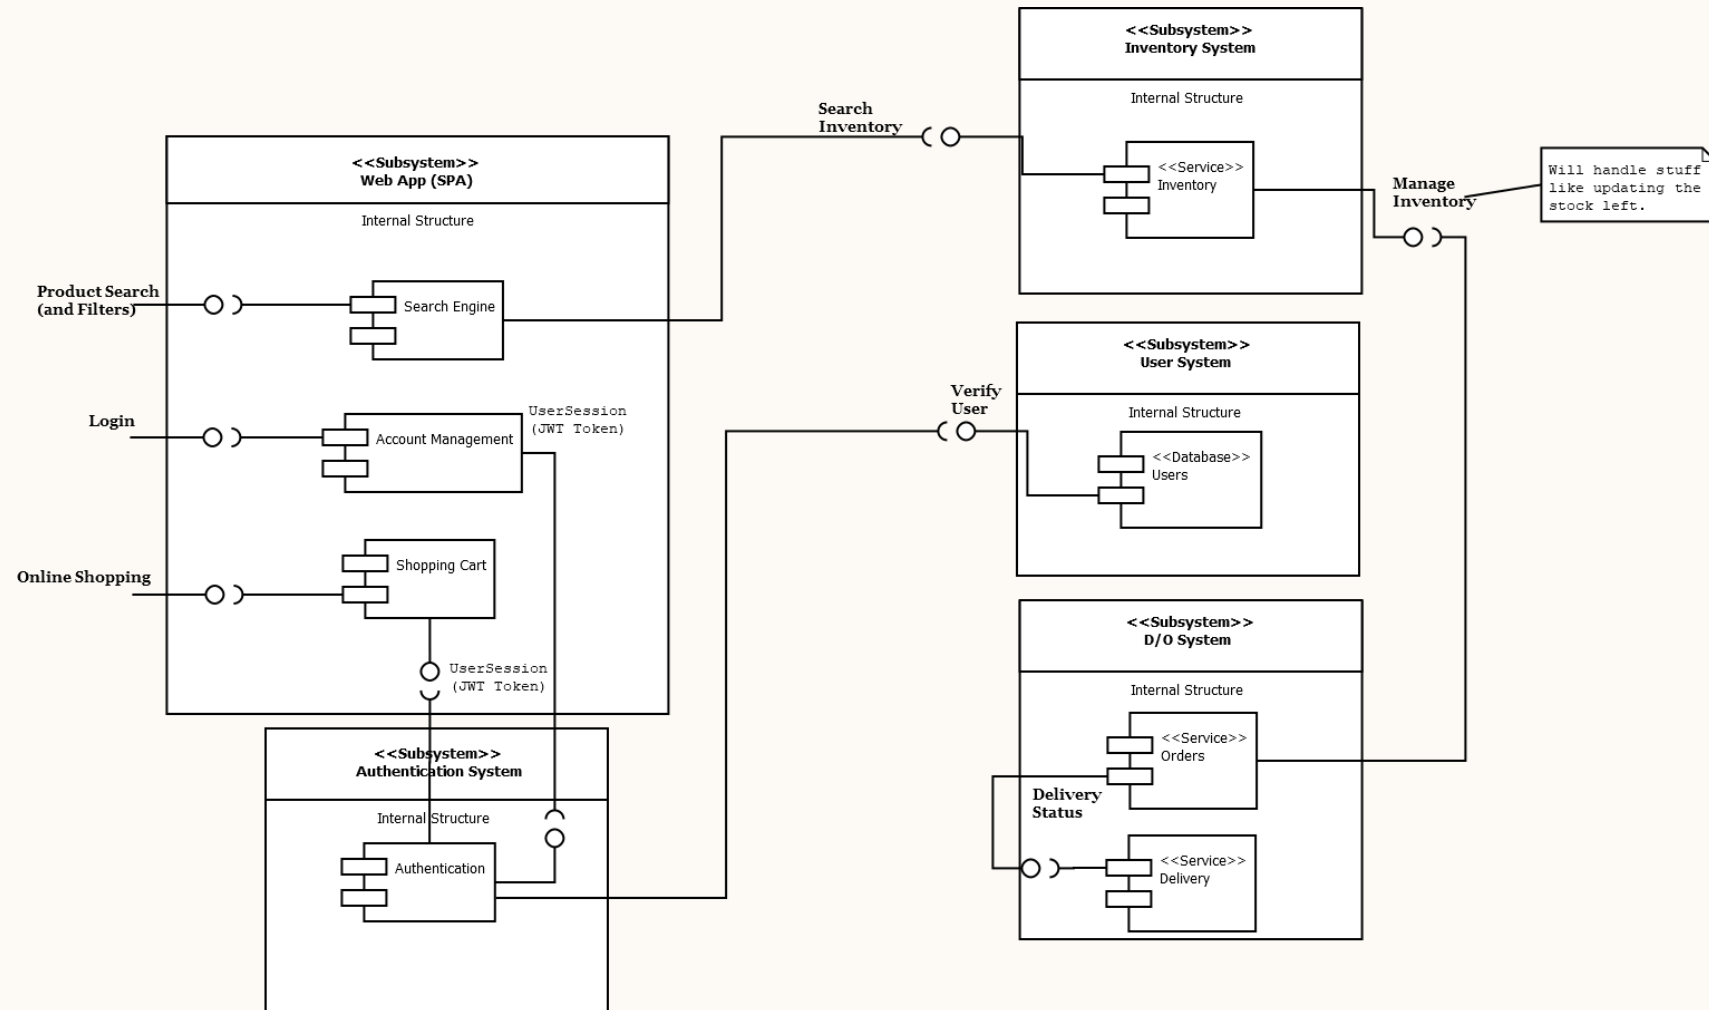 <<Subsystem>>
Inventory System
Internal Structure
<<Service>>
Inventory
Search
Inventory
Manage
Inventory
Will handle stuff
like updating the
stock left.
<<Subsystem>>
Web App (SPA)
Internal Structure
Product Search
(and Filters)
Search Engine
Login
Account Management
UserSession
(JWT Token)
Online Shopping
Shopping Cart
UserSession
(JWT Token)
<<Subsystem>>
User System
Internal Structure
Verify
User
<<Database>>
Users
<<Subsystem>>
D/O System
Internal Structure
<<Service>>
Orders
Delivery
Status
<<Service>>
Delivery
<<Subsystem>>
Authentication System
Internal Structure
Authentication